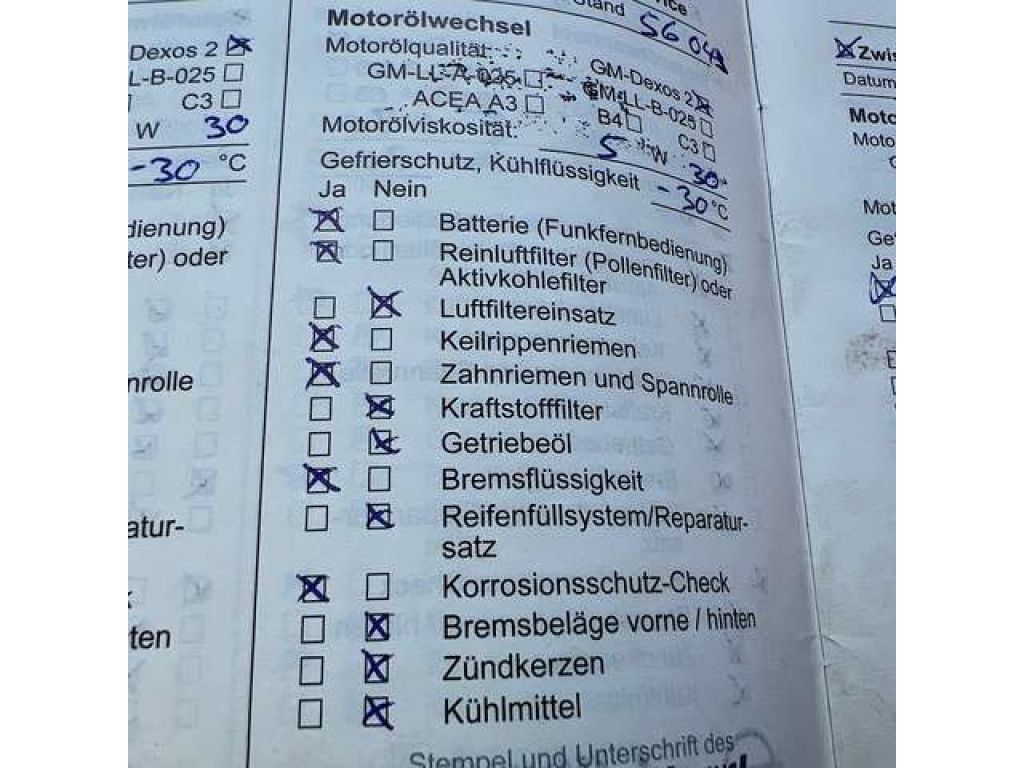 Dexos 2
L-B-025
C3
W 30
-30 °C
dienung)
ter) oder
nrolle
atur-
ten
Stand 56 049
Motorölwechsel
Motorölqualität:
GM-LL-A-025 GM-Dexos 2
ACEA A3 B4 GM-LL-B-025
C3
Motorölviskosität: 5 W 30
Gefrierschutz, Kühlflüssigkeit -30 °C
Ja Nein
Batterie (Funkfernbedienung)
Reinluftfilter (Pollenfilter) oder
Aktivkohlefilter
Luftfiltereinsatz
Keilrippenriemen
Zahnriemen und Spannrolle
Kraftstofffilter
Getriebeöl
Bremsflüssigkeit
Reifenfüllsystem/Reparatur-
satz
Korrosionsschutz-Check
Bremsbeläge vorne / hinten
Zündkerzen
Kühlmittel
Stempel und Unterschrift des
Zwis
Datum
Moto
Moto
Mot
Ge
Ja